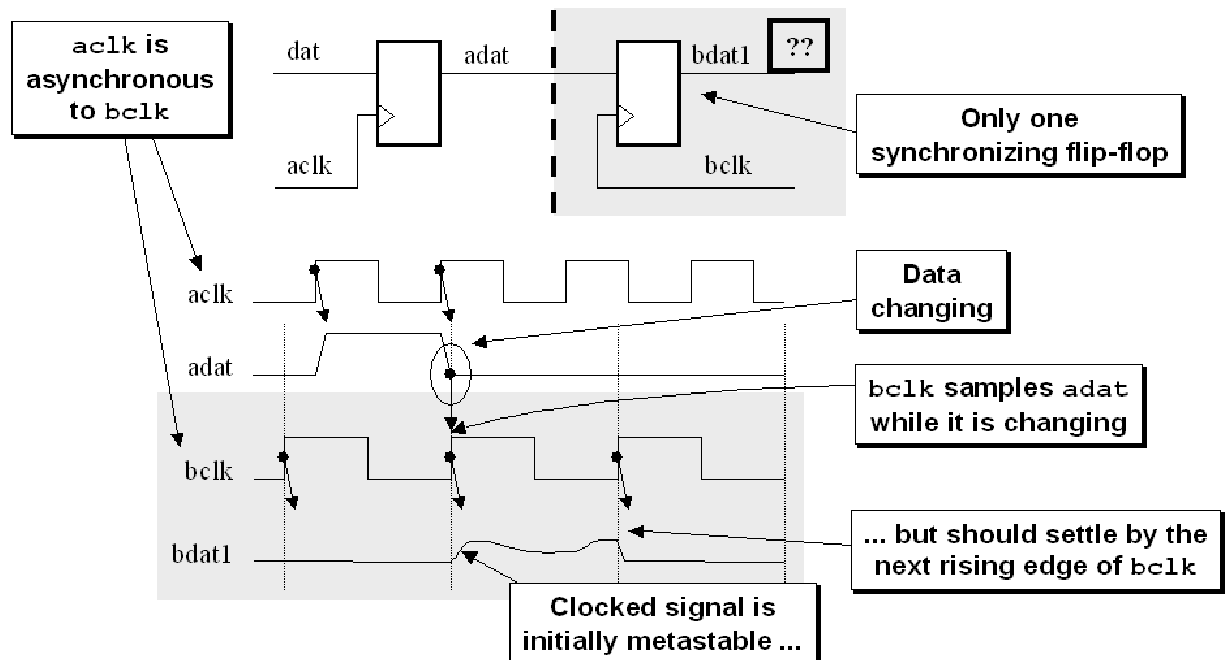 aclk is
asynchronous
to bclk
dat
adat
bdat1
??
aclk
bclk
Only one
synchronizing flip-flop
aclk
Data
changing
adat
bclk samples adat
while it is changing
bclk
bdat1
... but should settle by the
next rising edge of bclk
Clocked signal is
initially metastable ...